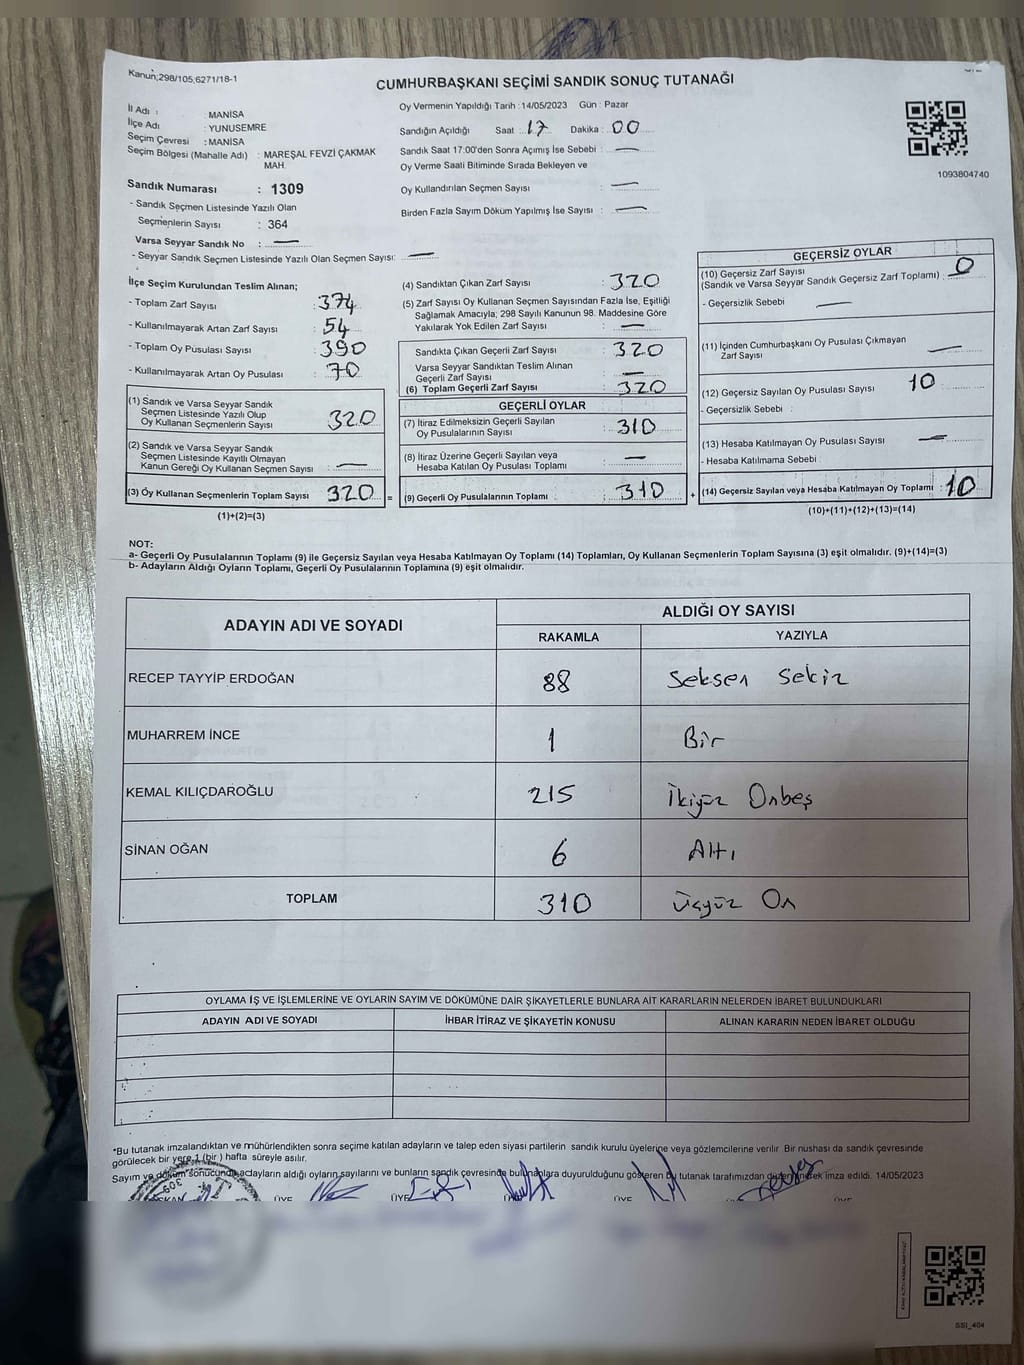 Kanun;298/105;6271/18-1
CUMHURBAŞKANI SEÇİMİ SANDIK SONUÇ TUTANAĞI
İl Adı : MANİSA
İlçe Adı : YUNUSEMRE
Seçim Çevresi : MANİSA
Seçim Bölgesi (Mahalle Adı) : MAREŞAL FEVZİ ÇAKMAK
MAH.
Sandık Numarası : 1309
- Sandık Seçmen Listesinde Yazılı Olan
Seçmenlerin Sayısı : 364
Varsa Seyyar Sandık No : —
- Seyyar Sandık Seçmen Listesinde Yazılı Olan Seçmen Sayısı: —
Oy Vermenin Yapıldığı Tarih : 14/05/2023 Gün : Pazar
Sandığın Açıldığı Saat : 17 Dakika : 00
Sandık Saat 17:00'den Sonra Açımış İse Sebebi : —
Oy Verme Saati Bitiminde Sırada Bekleyen ve
Oy Kullandırılan Seçmen Sayısı : —
Birden Fazla Sayım Döküm Yapılmış İse Sayısı : —
1093804740
İlçe Seçim Kurulundan Teslim Alınan;
- Toplam Zarf Sayısı : 374
- Kullanılmayarak Artan Zarf Sayısı : 54
- Toplam Oy Pusulası Sayısı : 390
- Kullanılmayarak Artan Oy Pusulası : 70
(1) Sandık ve Varsa Seyyar Sandık
Seçmen Listesinde Yazılı Olup
Oy Kullanan Seçmenlerin Sayısı : 320
(2) Sandık ve Varsa Seyyar Sandık
Seçmen Listesinde Kayıtlı Olmayan
Kanun Gereği Oy Kullanan Seçmen Sayısı : —
(3) Oy Kullanan Seçmenlerin Toplam Sayısı : 320 =
(1)+(2)=(3)
(4) Sandıktan Çıkan Zarf Sayısı : 320
(5) Zarf Sayısı Oy Kullanan Seçmen Sayısından Fazla İse, Eşitliği
Sağlamak Amacıyla; 298 Sayılı Kanunun 98. Maddesine Göre
Yakılarak Yok Edilen Zarf Sayısı : —
Sandıkta Çıkan Geçerli Zarf Sayısı : 320
Varsa Seyyar Sandıktan Teslim Alınan
Geçerli Zarf Sayısı : —
(6) Toplam Geçerli Zarf Sayısı : 320
GEÇERLİ OYLAR
(7) İtiraz Edilmeksizin Geçerli Sayılan
Oy Pusulalarının Sayısı : 310
(8) İtiraz Üzerine Geçerli Sayılan veya
Hesaba Katılan Oy Pusulası Toplamı : —
(9) Geçerli Oy Pusulalarının Toplamı : 310 +
GEÇERSİZ OYLAR
(10) Geçersiz Zarf Sayısı
(Sandık ve Varsa Seyyar Sandık Geçersiz Zarf Toplamı) : 0
- Geçersizlik Sebebi : —
(11) İçinden Cumhurbaşkanı Oy Pusulası Çıkmayan
Zarf Sayısı : —
(12) Geçersiz Sayılan Oy Pusulası Sayısı : 10
- Geçersizlik Sebebi :
(13) Hesaba Katılmayan Oy Pusulası Sayısı : —
- Hesaba Katılmama Sebebi :
(14) Geçersiz Sayılan veya Hesaba Katılmayan Oy Toplamı : 10
(10)+(11)+(12)+(13)=(14)
NOT:
a- Geçerli Oy Pusulalarının Toplamı (9) ile Geçersiz Sayılan veya Hesaba Katılmayan Oy Toplamı (14) Toplamları, Oy Kullanan Seçmenlerin Toplam Sayısına (3) eşit olmalıdır. (9)+(14)=(3)
b- Adayların Aldığı Oyların Toplamı, Geçerli Oy Pusulalarının Toplamına (9) eşit olmalıdır.
ADAYIN ADI VE SOYADI ALDIĞI OY SAYISI
RAKAMLA YAZIYLA
RECEP TAYYİP ERDOĞAN 88 Seksen Sekiz
MUHARREM İNCE 1 Bir
KEMAL KILIÇDAROĞLU 215 İkiyüz Onbeş
SİNAN OĞAN 6 Altı
TOPLAM 310 Üçyüz On
OYLAMA İŞ VE İŞLEMLERİNE VE OYLARIN SAYIM VE DÖKÜMÜNE DAİR ŞİKAYETLERLE BUNLARA AİT KARARLARIN NELERDEN İBARET BULUNDUKLARI
ADAYIN ADI VE SOYADI İHBAR İTİRAZ VE ŞİKAYETİN KONUSU ALINAN KARARIN NEDEN İBARET OLDUĞU
*Bu tutanak imzalandıktan ve mühürlendikten sonra seçime katılan adayların ve talep eden siyasi partilerin sandık kurulu üyelerine veya gözlemcilerine verilir. Bir nushası da sandık çevresinde
görülecek bir yere 1 (bir) hafta süreyle asılır.
Sayım ve döküm sonucunda adayların aldığı oyların sayılarını ve bunların sandık çevresinde bulunanlara duyurulduğunu gösteren bu tutanak tarafımızdan düzenlenerek imza edildi. 14/05/2023
ÜYE ÜYE ÜYE
SSİ_404